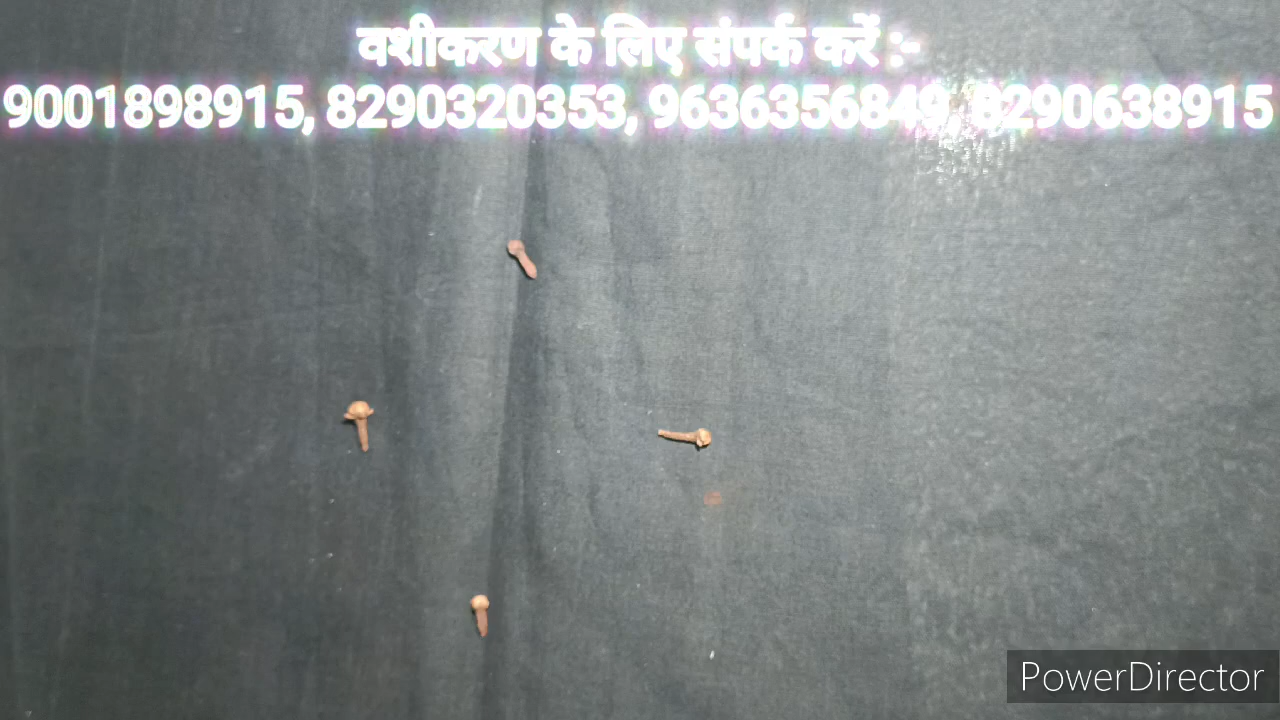 वशीकरण के लिए संपर्क करें :-
9001898915, 8290320353, 9636356849, 8290638915
PowerDirector